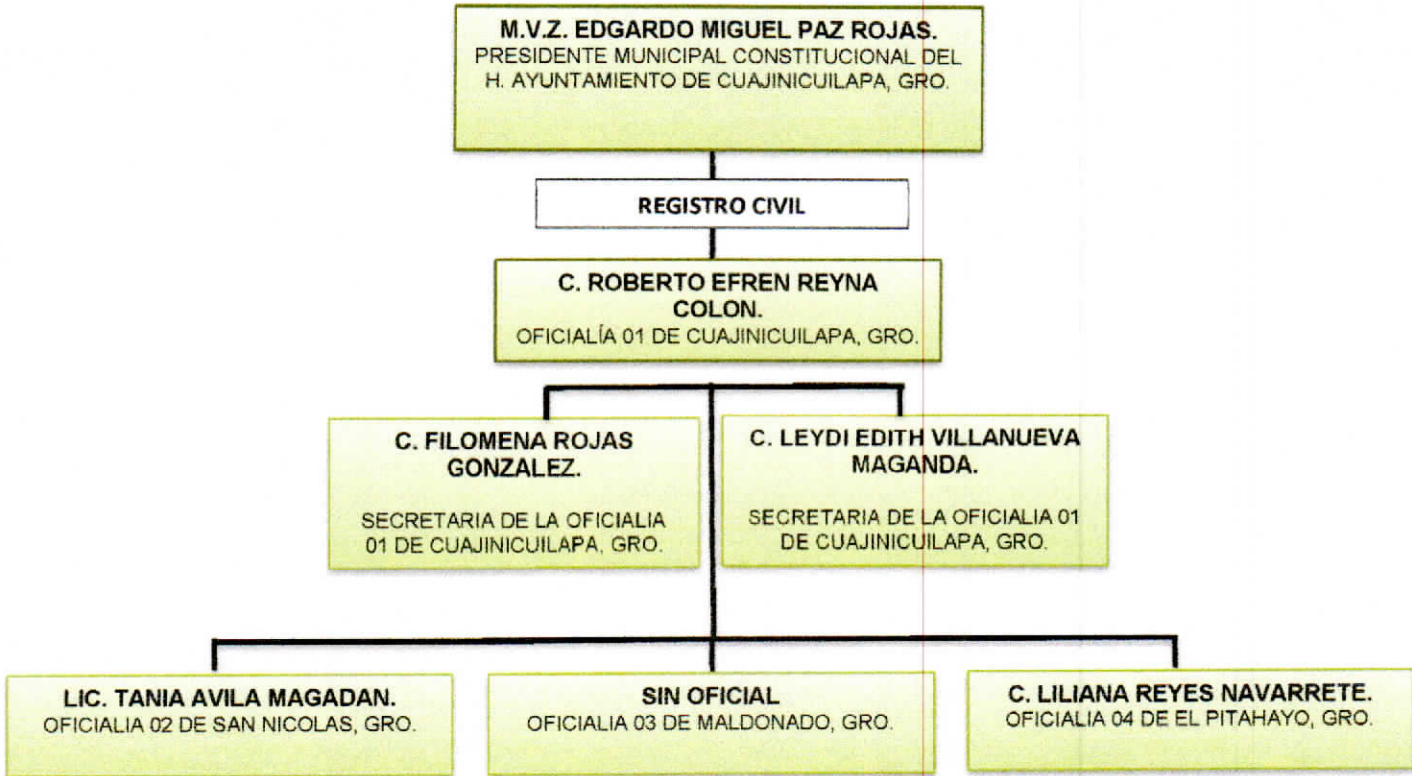 M.V.Z. EDGARDO MIGUEL PAZ ROJAS.
PRESIDENTE MUNICIPAL CONSTITUCIONAL DEL
H. AYUNTAMIENTO DE CUAJINICUILAPA, GRO.
REGISTRO CIVIL
C. ROBERTO EFREN REYNA
COLON.
OFICIALÍA 01 DE CUAJINICUILAPA, GRO.
C. FILOMENA ROJAS
GONZALEZ.
SECRETARIA DE LA OFICIALIA
01 DE CUAJINICUILAPA, GRO.
C. LEYDI EDITH VILLANUEVA
MAGANDA.
SECRETARIA DE LA OFICIALIA 01
DE CUAJINICUILAPA, GRO.
LIC. TANIA AVILA MAGADAN.
OFICIALIA 02 DE SAN NICOLAS, GRO.
SIN OFICIAL
OFICIALIA 03 DE MALDONADO, GRO.
C. LILIANA REYES NAVARRETE.
OFICIALIA 04 DE EL PITAHAYO, GRO.